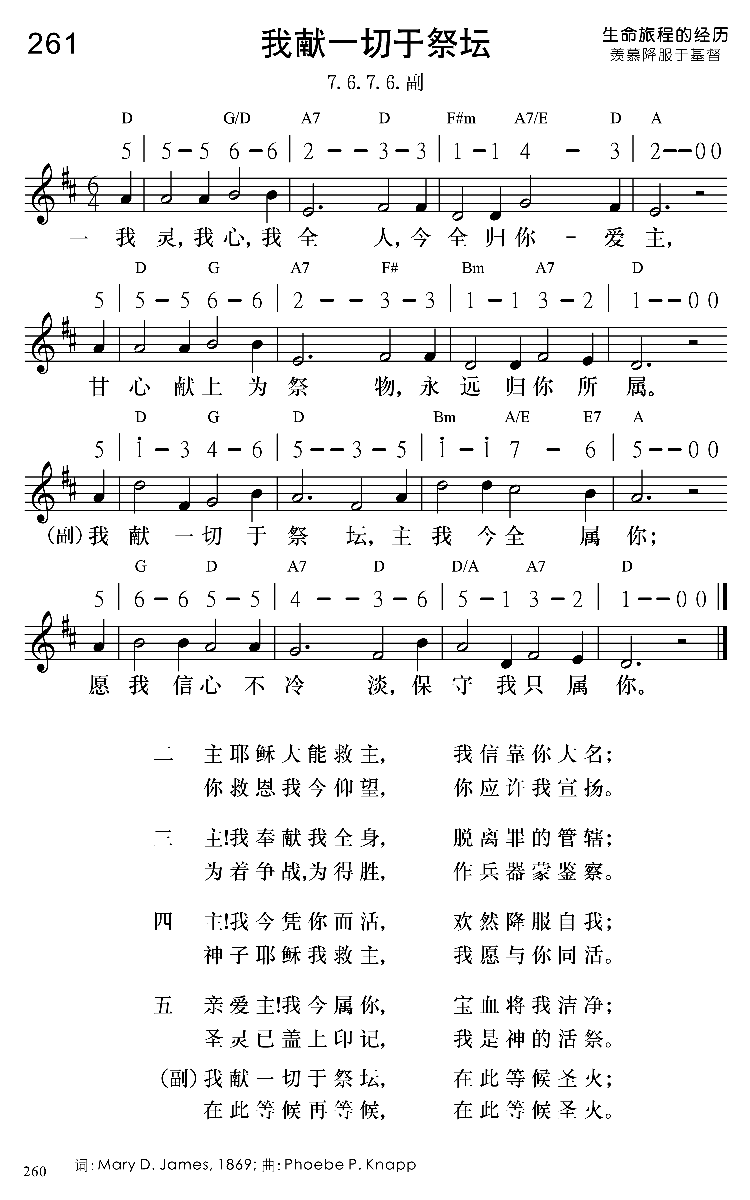 261
我献一切于祭坛
生命旅程的经历
羡慕降服于基督
7.6.7.6.副
D G/D A7 D F#m A7/E D A
5 | 5 - 5 6 - 6 | 2 - - 3 - 3 | 1 - 1 4 - 3 | 2 - - 0 0
6/4
一 我 灵,我 心,我 全 人,今 全 归 你 - 爱 主,
D G A7 F# Bm A7 D
5 | 5 - 5 6 - 6 | 2 - - 3 - 3 | 1 - 1 3 - 2 | 1 - - 0 0
甘 心 献 上 为 祭 物,永 远 归 你 所 属。
D G D Bm A/E E7 A
5 | i - 3 4 - 6 | 5 - - 3 - 5 | i - i 7 - 6 | 5 - - 0 0
(副)我 献 一 切 于 祭 坛,主 我 今 全 属 你;
G D A7 D D/A A7 D
5 | 6 - 6 5 - 5 | 4 - - 3 - 6 | 5 - 1 3 - 2 | 1 - - 0 0
愿 我 信 心 不 冷 淡,保 守 我 只 属 你。
二 主耶稣大能救主, 我信靠你大名;
你救恩我今仰望, 你应许我宣扬。
三 主!我奉献我全身, 脱离罪的管辖;
为着争战,为得胜, 作兵器蒙鉴察。
四 主!我今凭你而活, 欢然降服自我;
神子耶稣我救主, 我愿与你同活。
五 亲爱主!我今属你, 宝血将我洁净;
圣灵已盖上印记, 我是神的活祭。
(副)我献一切于祭坛, 在此等候圣火;
在此等候再等候, 在此等候圣火。
260 词:Mary D. James, 1869; 曲:Phoebe P. Knapp